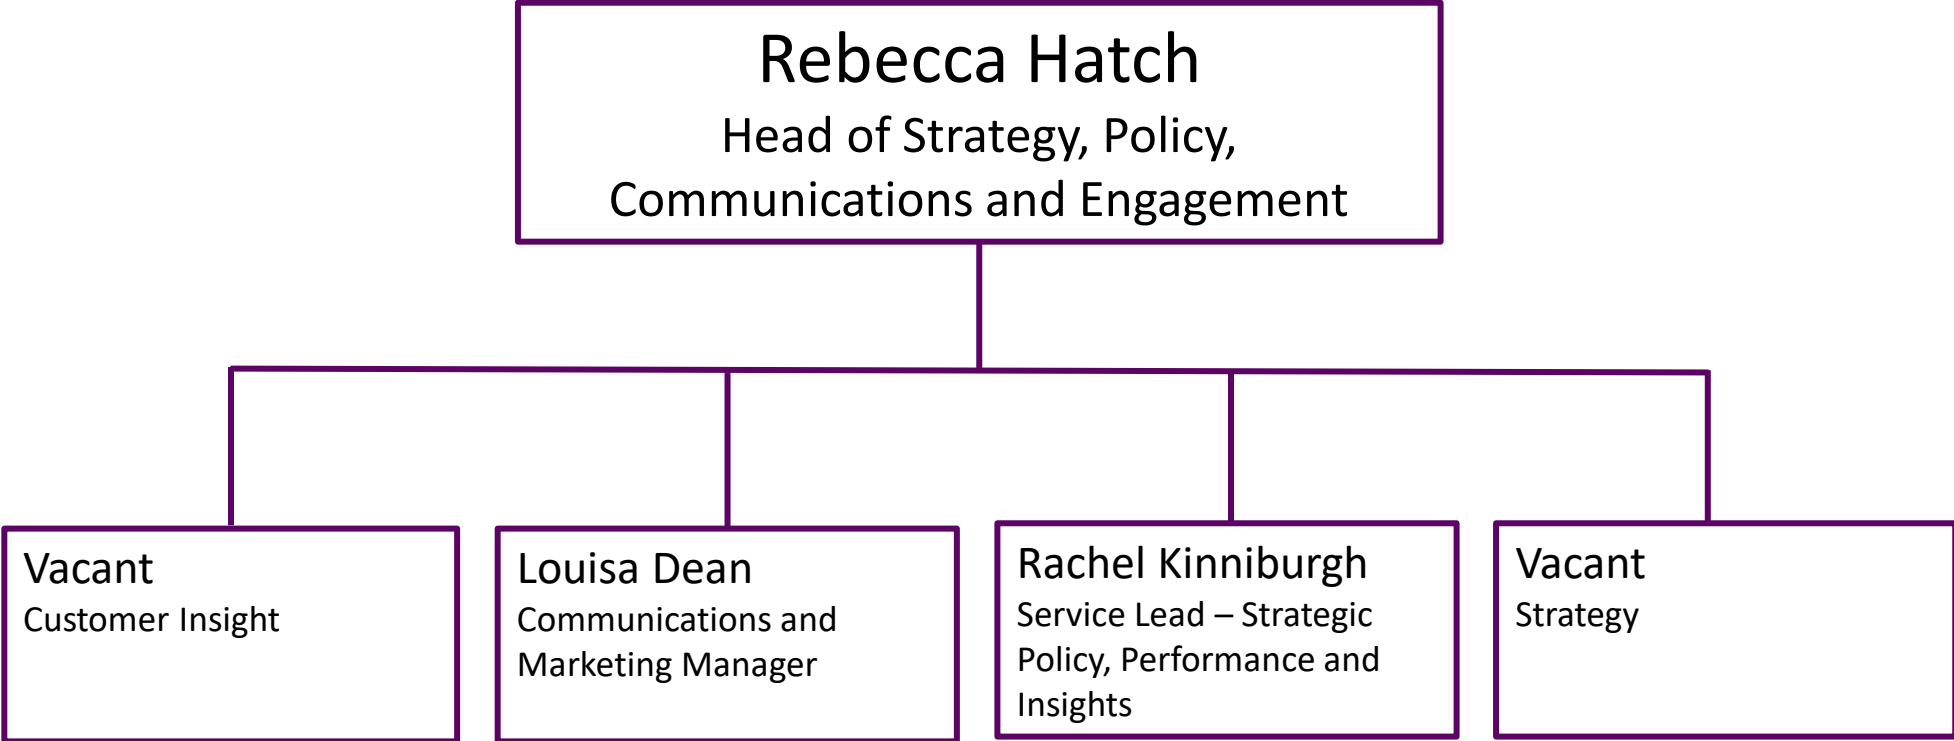 Rebecca Hatch
Head of Strategy, Policy,
Communications and Engagement
Vacant
Customer Insight
Louisa Dean
Communications and
Marketing Manager
Rachel Kinniburgh
Service Lead – Strategic
Policy, Performance and
Insights
Vacant
Strategy